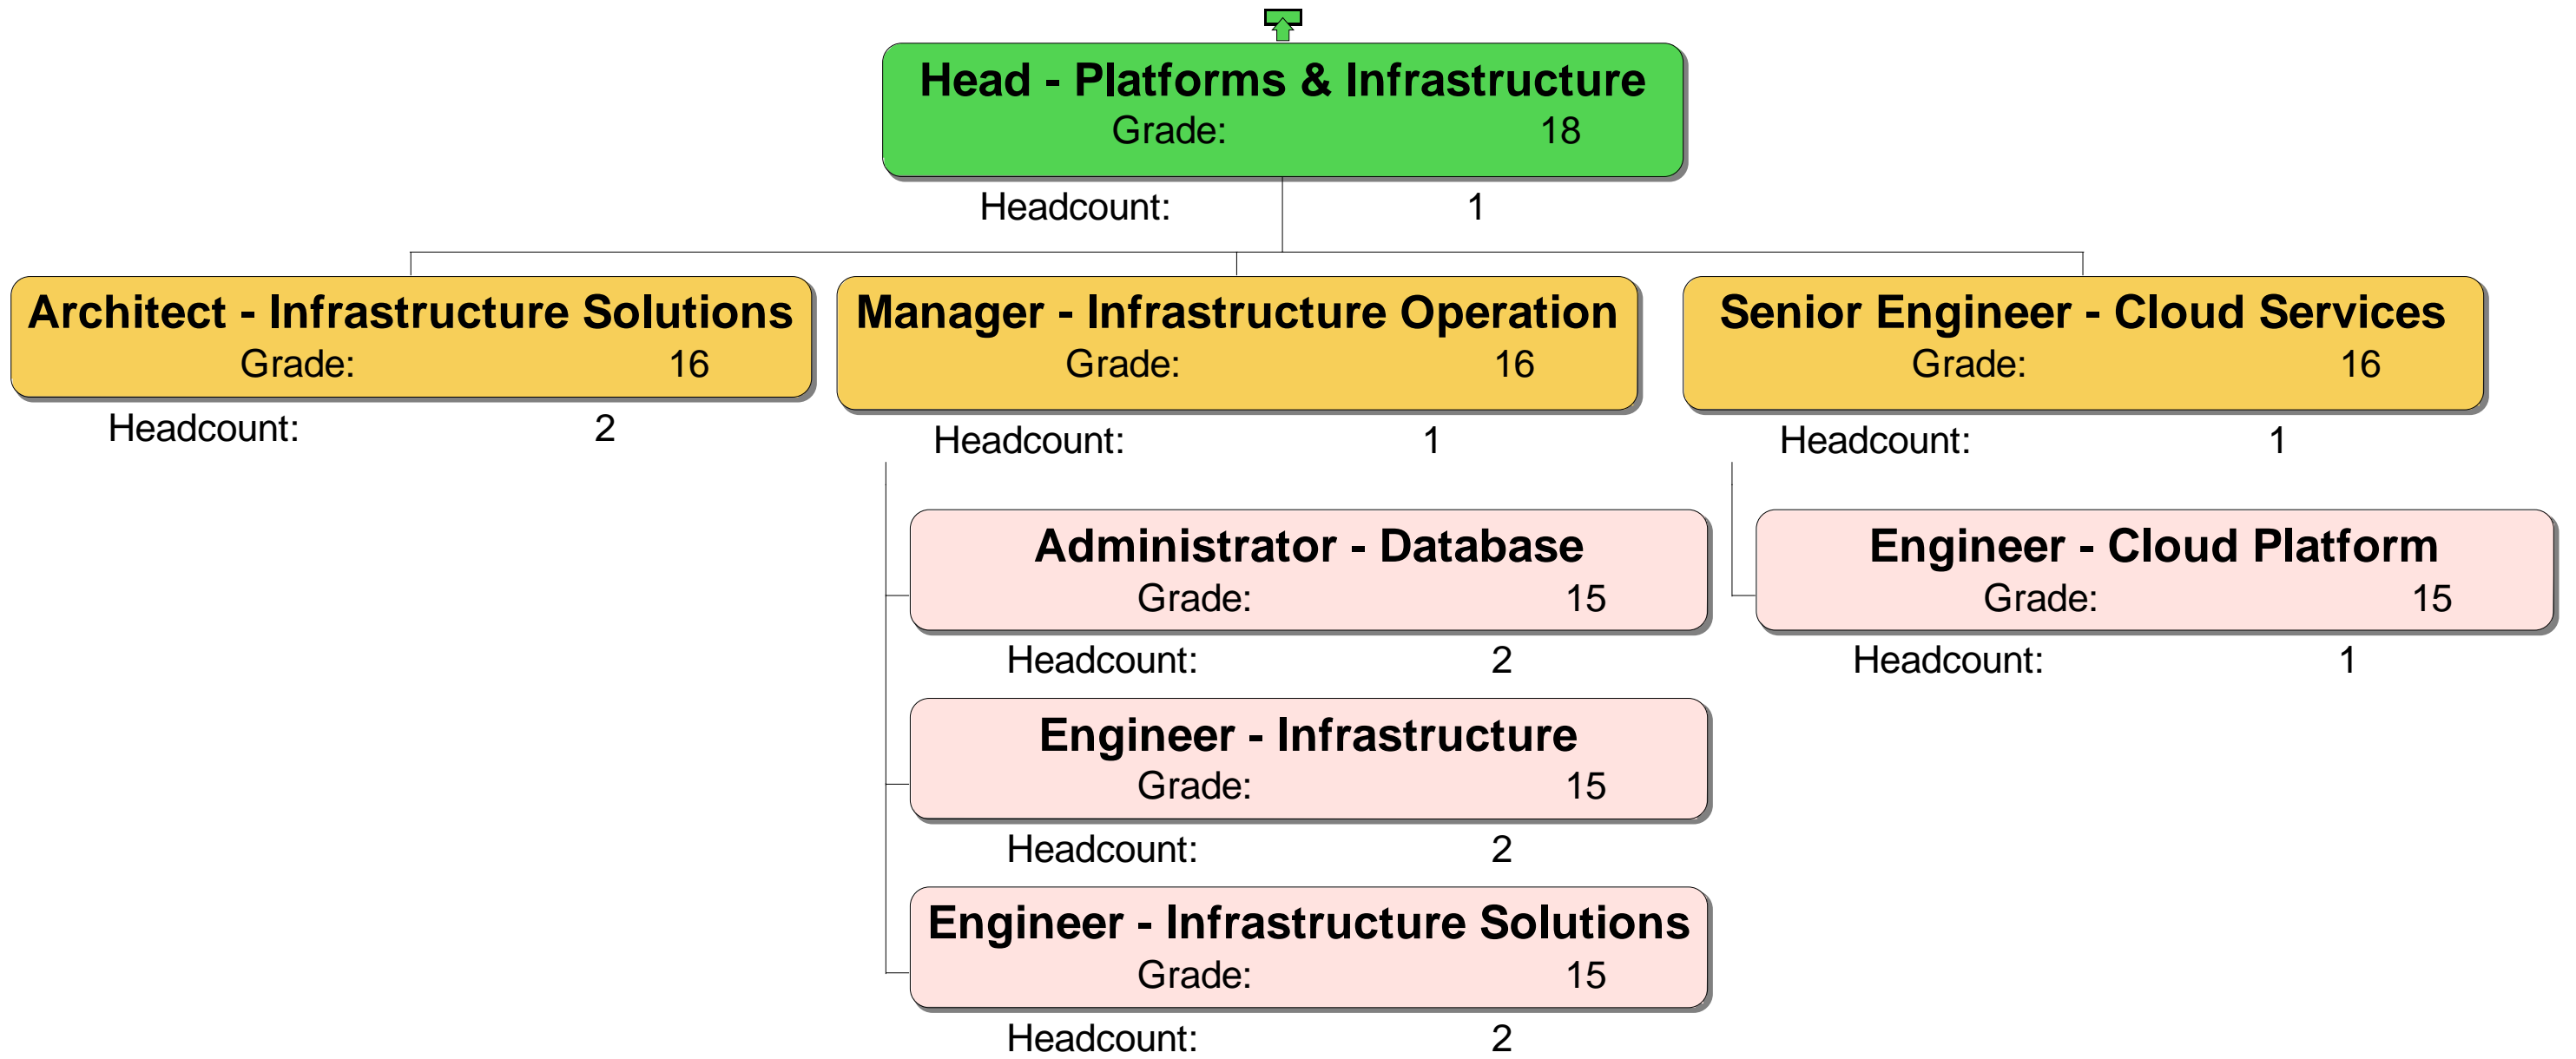 Head - Platforms & Infrastructure
Grade: 18
Headcount: 1
Architect - Infrastructure Solutions
Grade: 16
Headcount: 2
Manager - Infrastructure Operation
Grade: 16
Headcount: 1
Administrator - Database
Grade: 15
Headcount: 2
Engineer - Infrastructure
Grade: 15
Headcount: 2
Engineer - Infrastructure Solutions
Grade: 15
Headcount: 2
Senior Engineer - Cloud Services
Grade: 16
Headcount: 1
Engineer - Cloud Platform
Grade: 15
Headcount: 1